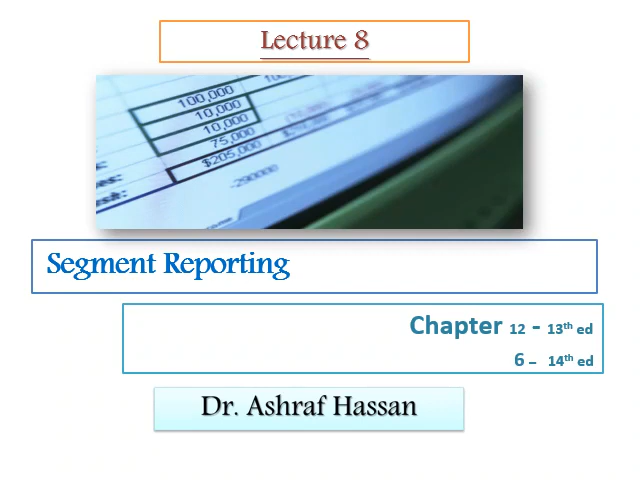 Lecture 8
100,000
10,000
10,000
75,000
$205,000
-290000
Segment Reporting
Chapter 12 - 13th ed
6 – 14th ed
Dr. Ashraf Hassan